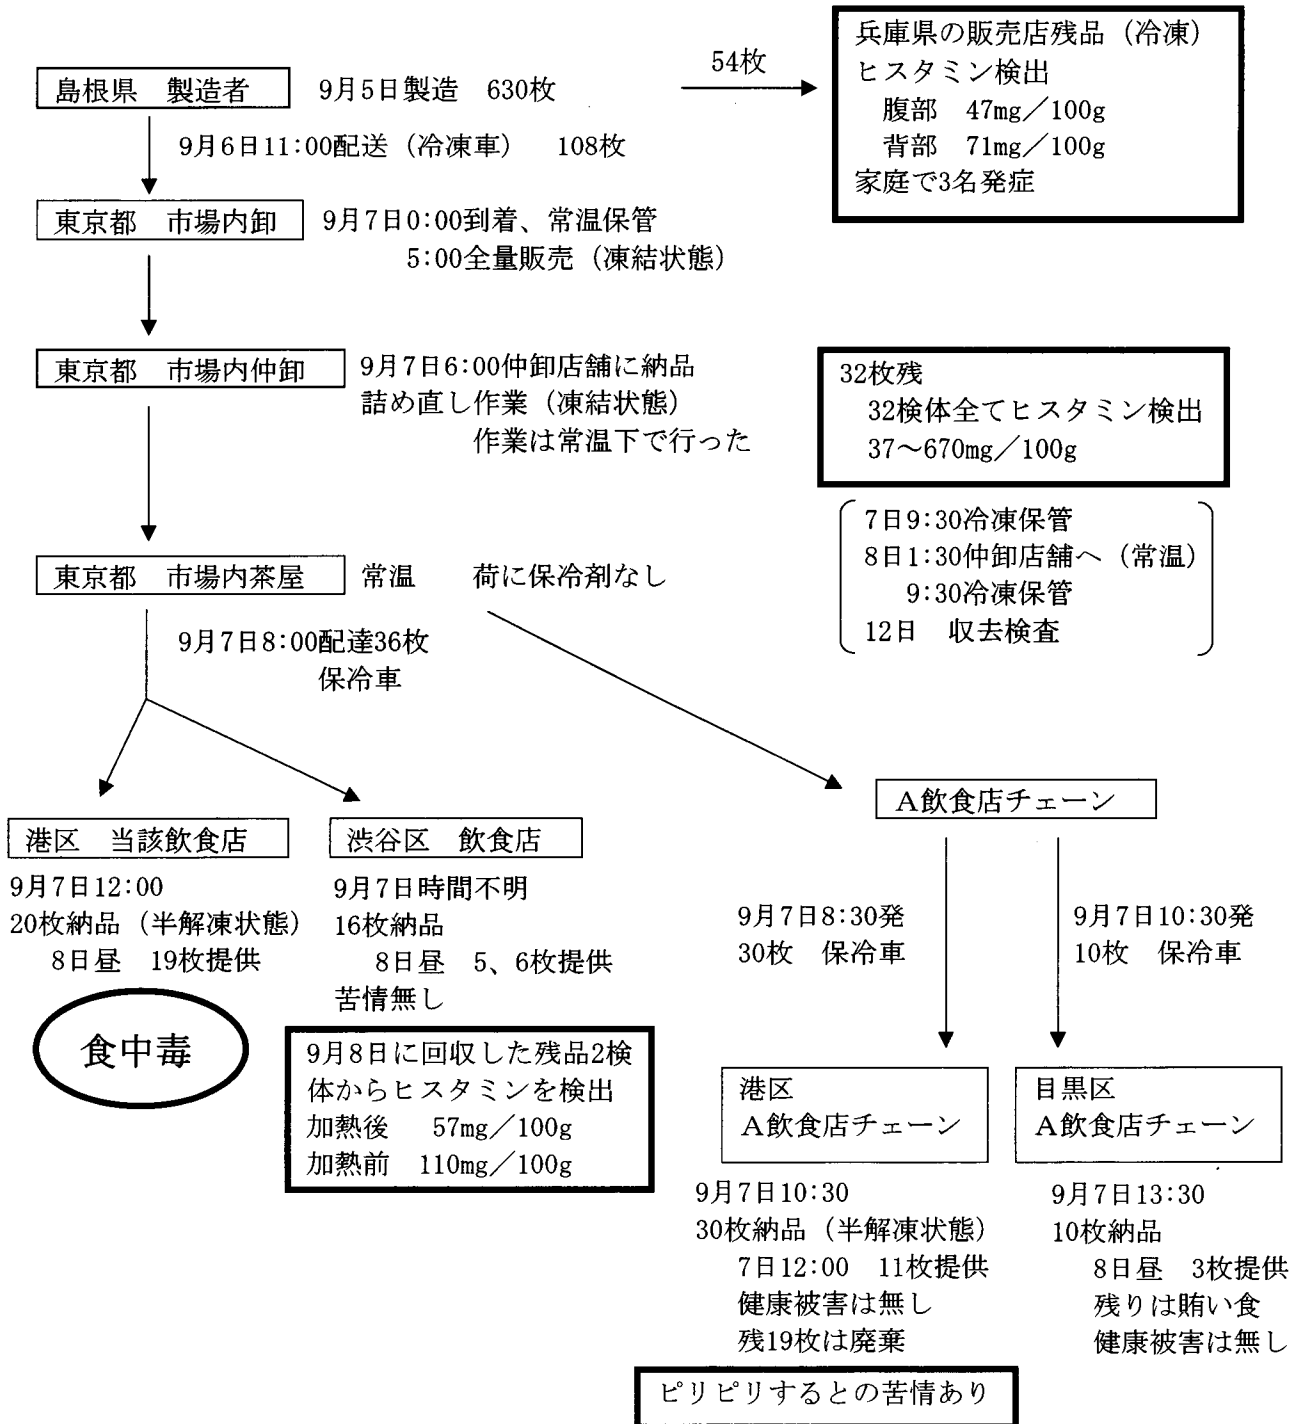 島根県　製造者
9月5日製造　630枚
54枚
兵庫県の販売店残品（冷凍）
ヒスタミン検出
腹部　47mg／100g
背部　71mg／100g
家庭で3名発症
9月6日11:00配送（冷凍車）　108枚
東京都　市場内卸
9月7日0:00到着、常温保管
5:00全量販売（凍結状態）
東京都　市場内仲卸
9月7日6:00仲卸店舗に納品
詰め直し作業（凍結状態）
作業は常温下で行った
32枚残
32検体全てヒスタミン検出
37～670mg／100g
7日9:30冷凍保管
8日1:30仲卸店舗へ（常温）
9:30冷凍保管
12日　収去検査
東京都　市場内茶屋
常温　　荷に保冷剤なし
9月7日8:00配達36枚
保冷車
港区　当該飲食店
9月7日12:00
20枚納品（半解凍状態）
8日昼　19枚提供
食中毒
渋谷区　飲食店
9月7日時間不明
16枚納品
8日昼　5、6枚提供
苦情無し
9月8日に回収した残品2検
体からヒスタミンを検出
加熱後　57mg／100g
加熱前　110mg／100g
A飲食店チェーン
9月7日8:30発
30枚　保冷車
9月7日10:30発
10枚　保冷車
港区
A飲食店チェーン
9月7日10:30
30枚納品（半解凍状態）
7日12:00　11枚提供
健康被害は無し
残19枚は廃棄
ピリピリするとの苦情あり
目黒区
A飲食店チェーン
9月7日13:30
10枚納品
8日昼　3枚提供
残りは賄い食
健康被害は無し